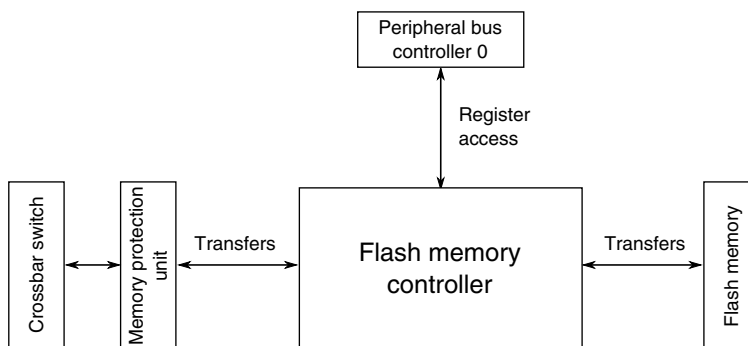 Peripheral bus
controller 0
Register
access
Crossbar switch
Memory protection
unit
Transfers
Flash memory
controller
Transfers
Flash memory